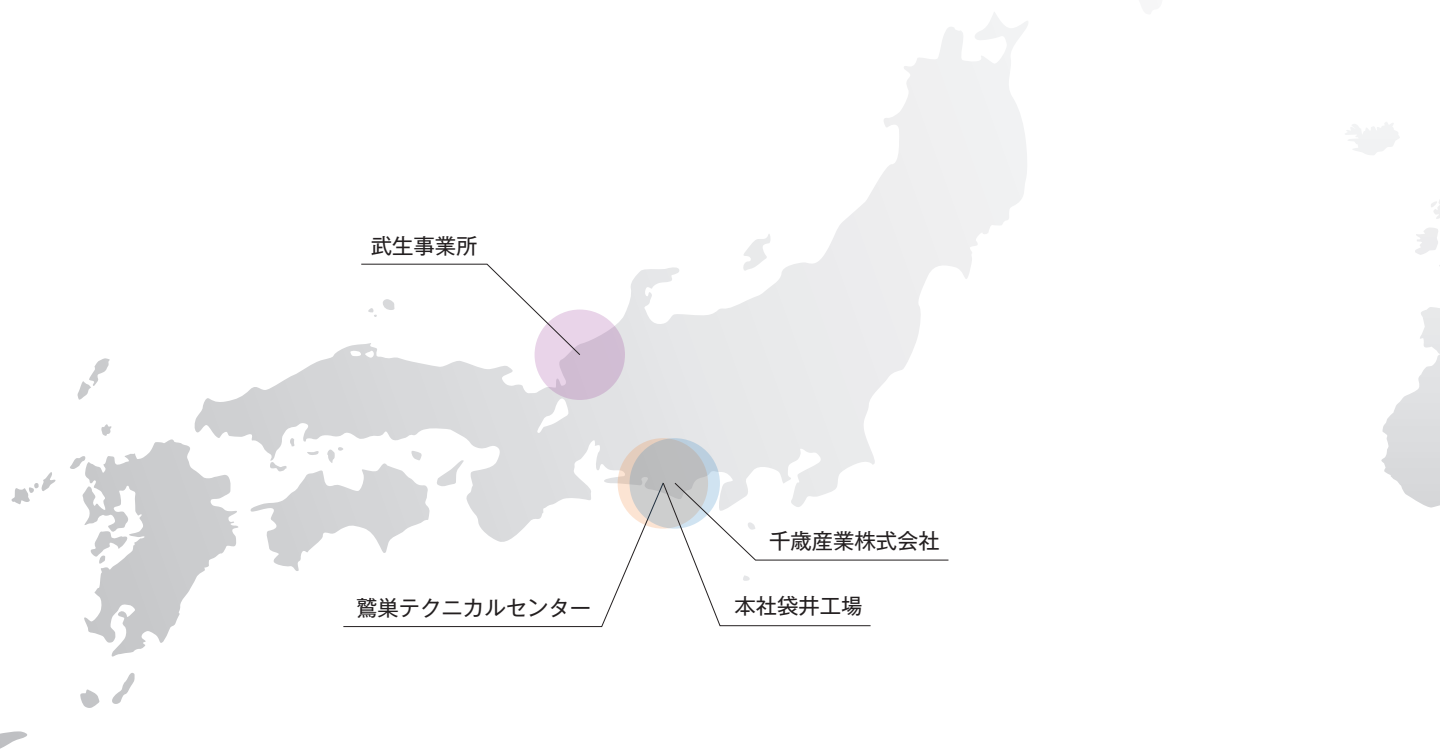 武生事業所
千歳産業株式会社
鷲巣テクニカルセンター
本社袋井工場